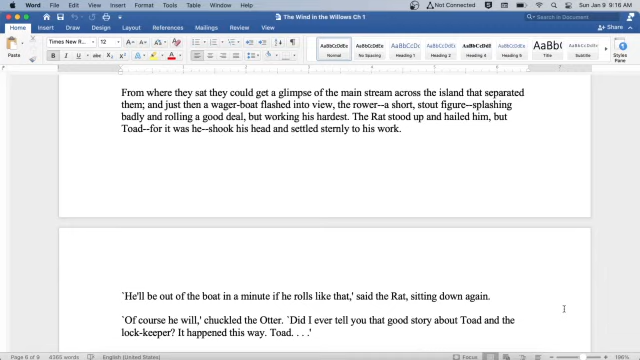 Word File Edit View Insert Format Tools Table Window Help Not Connected Sun Jan 9 9:16 AM
The Wind in the Willows Ch 1
Search in Document
Home Insert Draw Design Layout References Mailings Review View
Share
Paste
Times New R... 12
AaBbCcDdEe AaBbCcDdEe AaBbCcDc AaBbCcDdEe AaBbCcDdI AaBbCcDdEe AaBb( AaBbCcDdEe
Normal No Spacing Heading 1 Heading 2 Heading 4 Heading 9 Title Subtitle
From where they sat they could get a glimpse of the main stream across the island that separated
them; and just then a wager-boat flashed into view, the rower--a short, stout figure--splashing
badly and rolling a good deal, but working his hardest. The Rat stood up and hailed him, but
Toad--for it was he--shook his head and settled sternly to his work.
`He'll be out of the boat in a minute if he rolls like that,' said the Rat, sitting down again.
`Of course he will,' chuckled the Otter. `Did I ever tell you that good story about Toad and the
lock-keeper? It happened this way. Toad. . . .'
Page 6 of 9 4365 words English (United States) Focus 196%